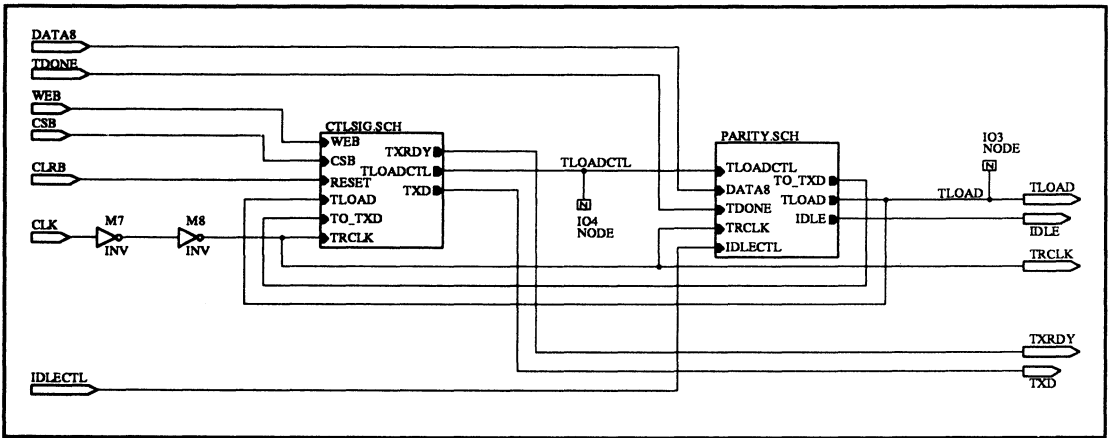 DATA8
TDONE
WEB
CSB
CLRB
CLK
M7
INV
M8
INV
IDLECTL
CTLSIG.SCH
WEB
CSB
RESET
TLOAD
TO_TXD
TRCLK
TXRDY
TLOADCTL
TXD
TLOADCTL
N
IO4
NODE
PARITY.SCH
TLOADCTL
DATA8
TDONE
TRCLK
IDLECTL
TO_TXD
TLOAD
IDLE
IO3
NODE
N
TLOAD
TLOAD
IDLE
TRCLK
TXRDY
TXD